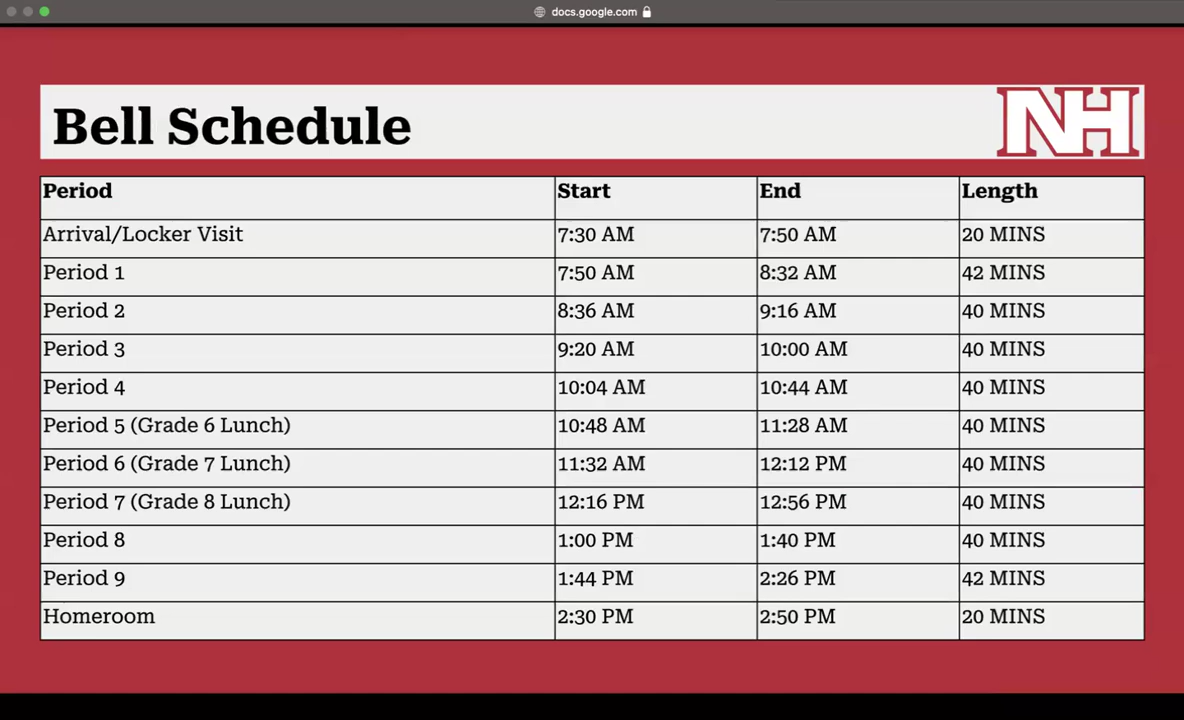 docs.google.com
Bell Schedule NH
Period Start End Length
Arrival/Locker Visit 7:30 AM 7:50 AM 20 MINS
Period 1 7:50 AM 8:32 AM 42 MINS
Period 2 8:36 AM 9:16 AM 40 MINS
Period 3 9:20 AM 10:00 AM 40 MINS
Period 4 10:04 AM 10:44 AM 40 MINS
Period 5 (Grade 6 Lunch) 10:48 AM 11:28 AM 40 MINS
Period 6 (Grade 7 Lunch) 11:32 AM 12:12 PM 40 MINS
Period 7 (Grade 8 Lunch) 12:16 PM 12:56 PM 40 MINS
Period 8 1:00 PM 1:40 PM 40 MINS
Period 9 1:44 PM 2:26 PM 42 MINS
Homeroom 2:30 PM 2:50 PM 20 MINS